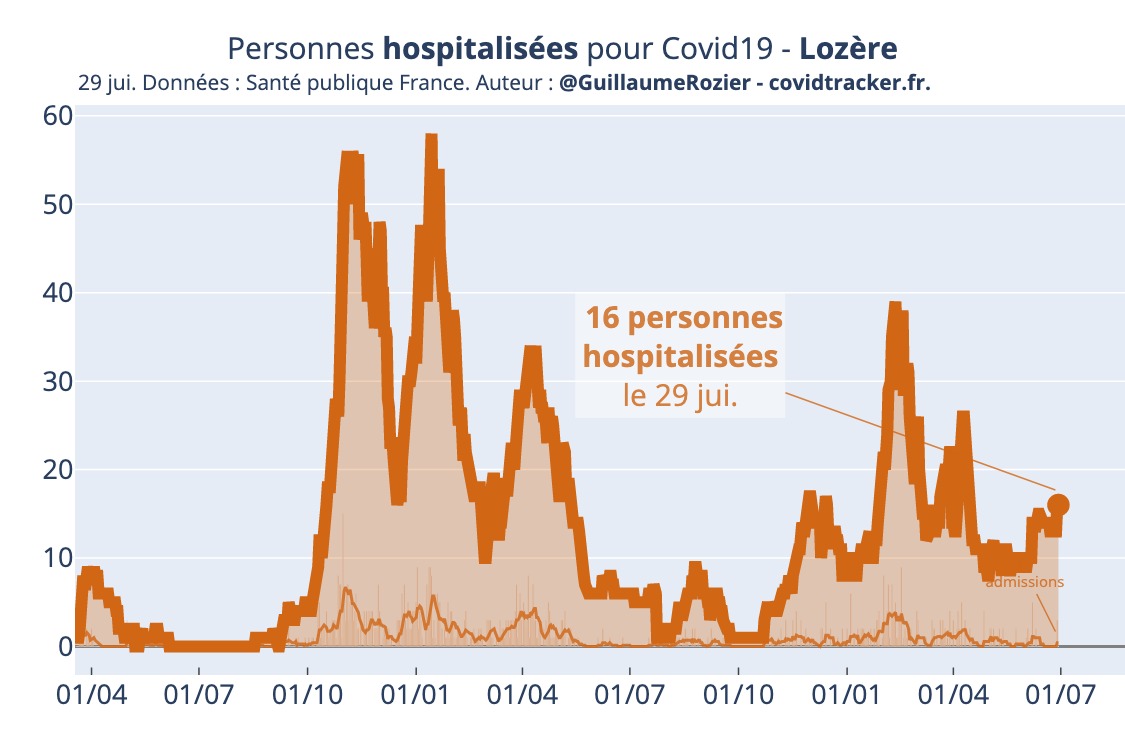 Personnes hospitalisées pour Covid19 - Lozère
29 jui. Données : Santé publique France. Auteur : @GuillaumeRozier - covidtracker.fr.
60
50
40
30
20
10
0
16 personnes
hospitalisées
le 29 jui.
admissions
01/04 01/07 01/10 01/01 01/04 01/07 01/10 01/01 01/04 01/07